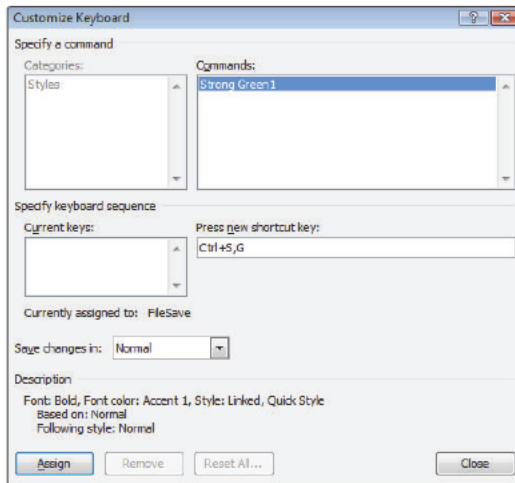 Customize Keyboard
Specify a command
Categories: Commands:
Styles Strong Green1
Specify keyboard sequence
Current keys: Press new shortcut key:
Ctrl+S,G
Currently assigned to: FileSave
Save changes in: Normal
Description
Font: Bold, Font color: Accent 1, Style: Linked, Quick Style
Based on: Normal
Following style: Normal
Assign Remove Reset All... Close